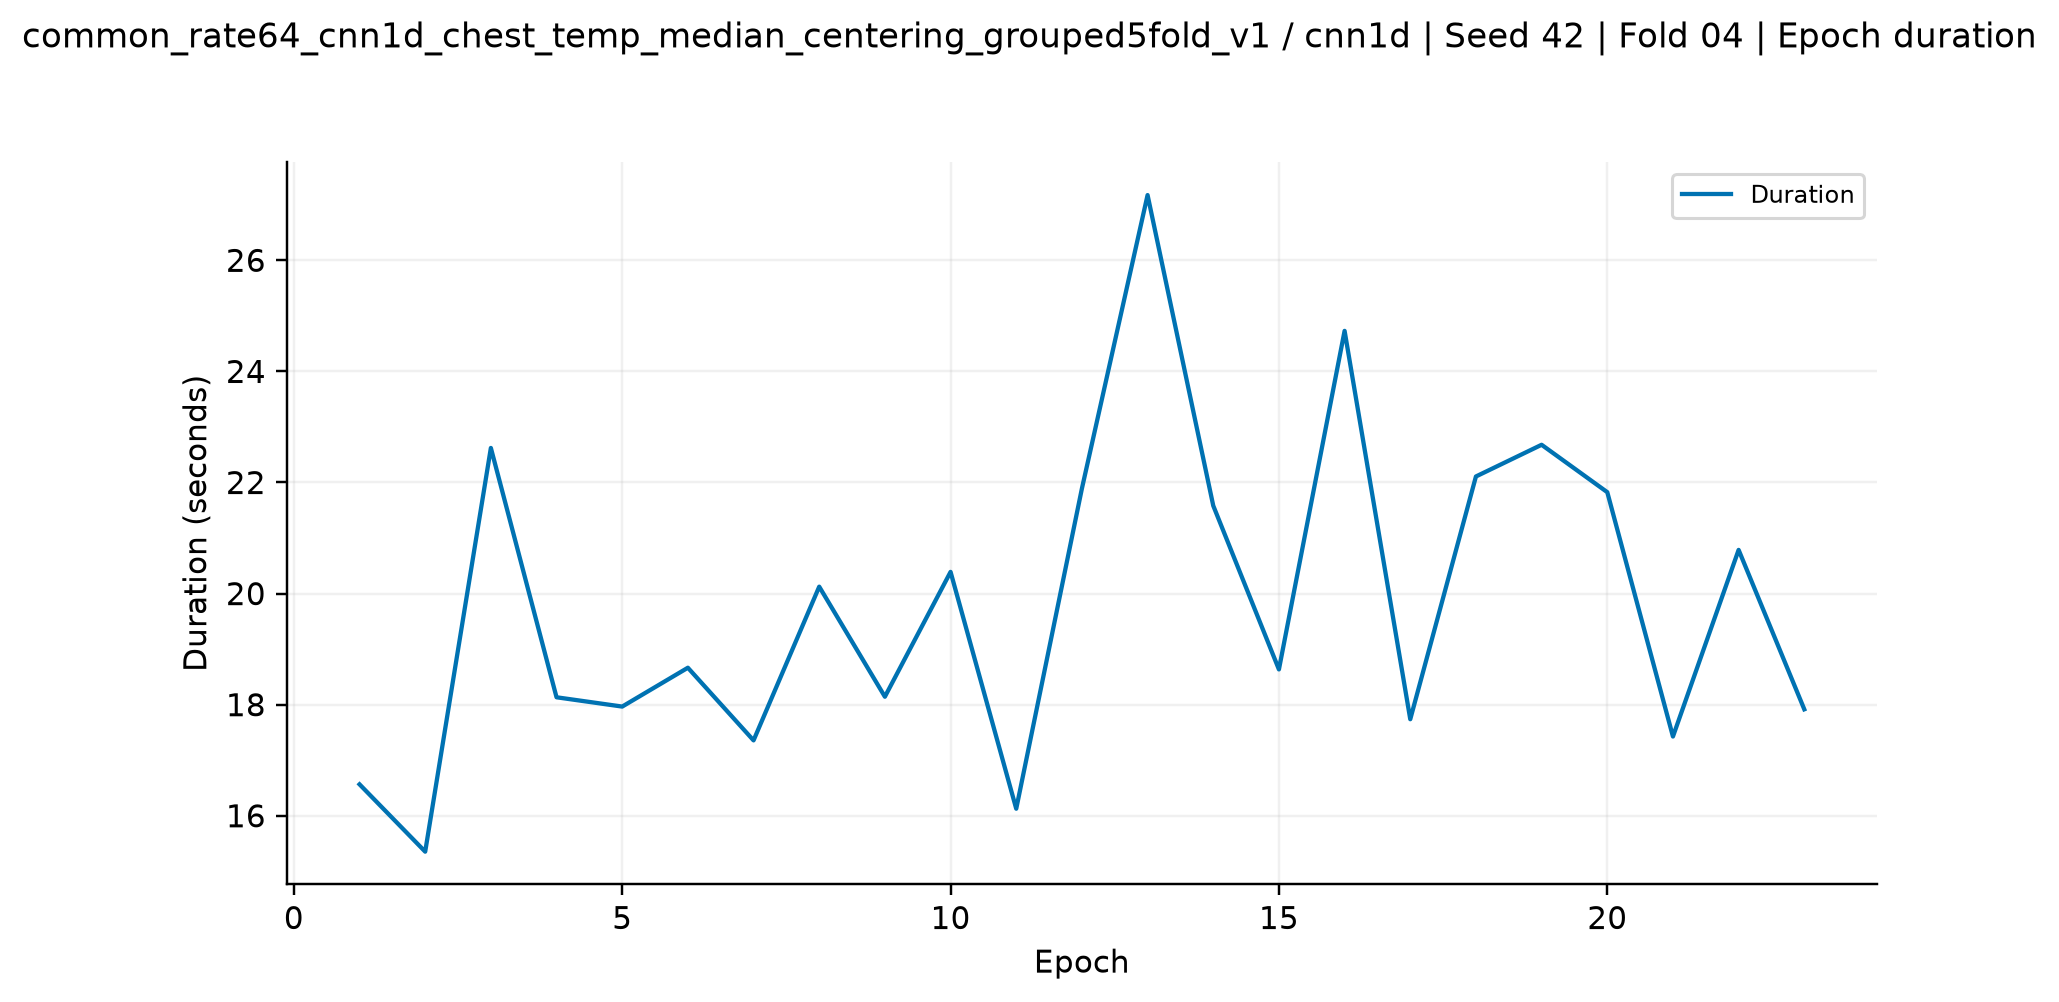 common_rate64_cnn1d_chest_temp_median_centering_grouped5fold_v1 / cnn1d | Seed 42 | Fold 04 | Epoch duration
Duration
26
24
22
20
18
16
Duration (seconds)
0 5 10 15 20
Epoch